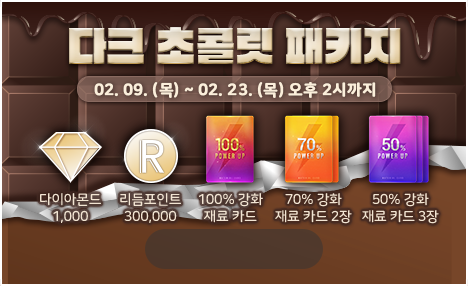 다크 초콜릿 패키지
02. 09. (목) ~ 02. 23. (목) 오후 2시까지
R
100%
POWER UP
70%
POWER UP
50%
POWER UP
다이아몬드
1,000
리듬포인트
300,000
100% 강화
재료 카드
70% 강화
재료 카드 2장
50% 강화
재료 카드 3장